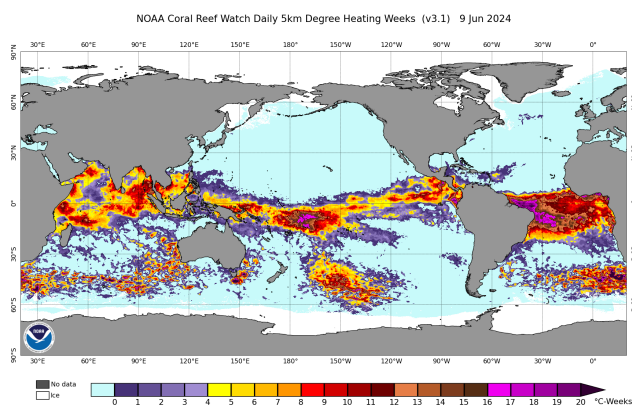 NOAA Coral Reef Watch Daily 5km Degree Heating Weeks (v3.1) 9 Jun 2024
30°E 60°E 90°E 120°E 150°E 180° 150°W 120°W 90°W 60°W 30°W 0°
90°N
60°N
30°N
0°
30°S
60°S
90°S
NOAA
30°E 60°E 90°E 120°E 150°E 180° 150°W 120°W 90°W 60°W 30°W 0°
No data
Ice
0 1 2 3 4 5 6 7 8 9 10 11 12 13 14 15 16 17 18 19 20 °C-Weeks